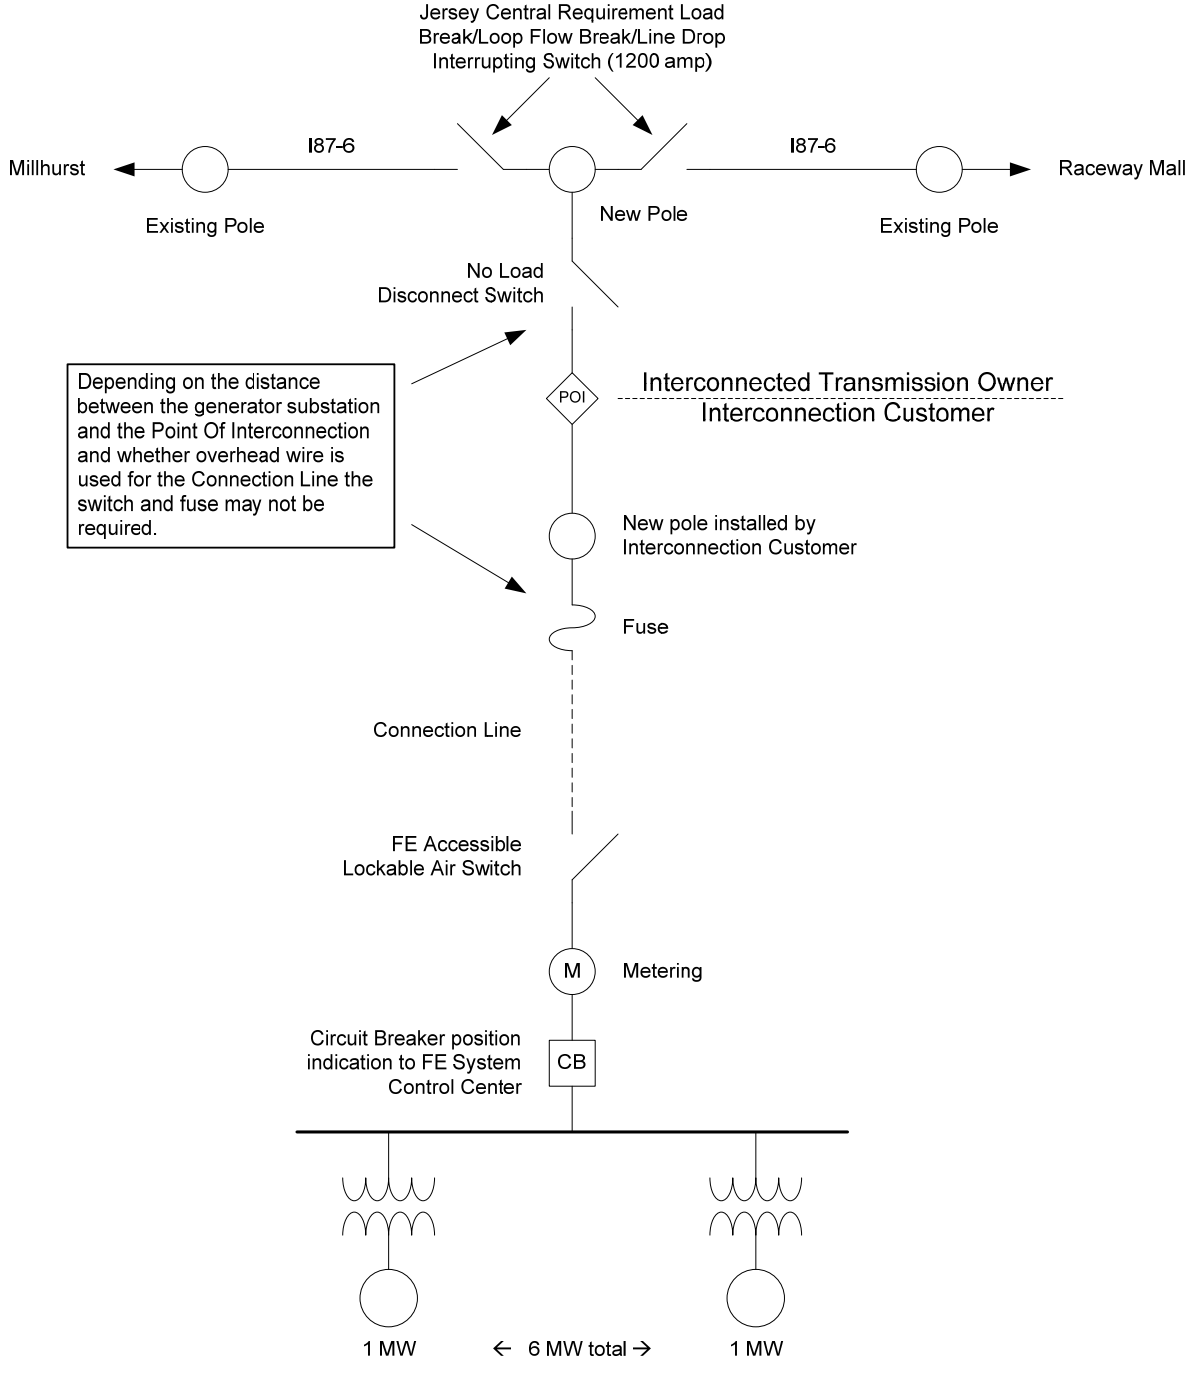 Jersey Central Requirement Load
Break/Loop Flow Break/Line Drop
Interrupting Switch (1200 amp)
I87-6
I87-6
Millhurst
Raceway Mall
New Pole
Existing Pole
Existing Pole
No Load
Disconnect Switch
Depending on the distance
between the generator substation
and the Point Of Interconnection
and whether overhead wire is
used for the Connection Line the
switch and fuse may not be
required.
POI
Interconnected Transmission Owner
Interconnection Customer
New pole installed by
Interconnection Customer
Fuse
Connection Line
FE Accessible
Lockable Air Switch
M
Metering
Circuit Breaker position
indication to FE System
Control Center
CB
1 MW
← 6 MW total →
1 MW